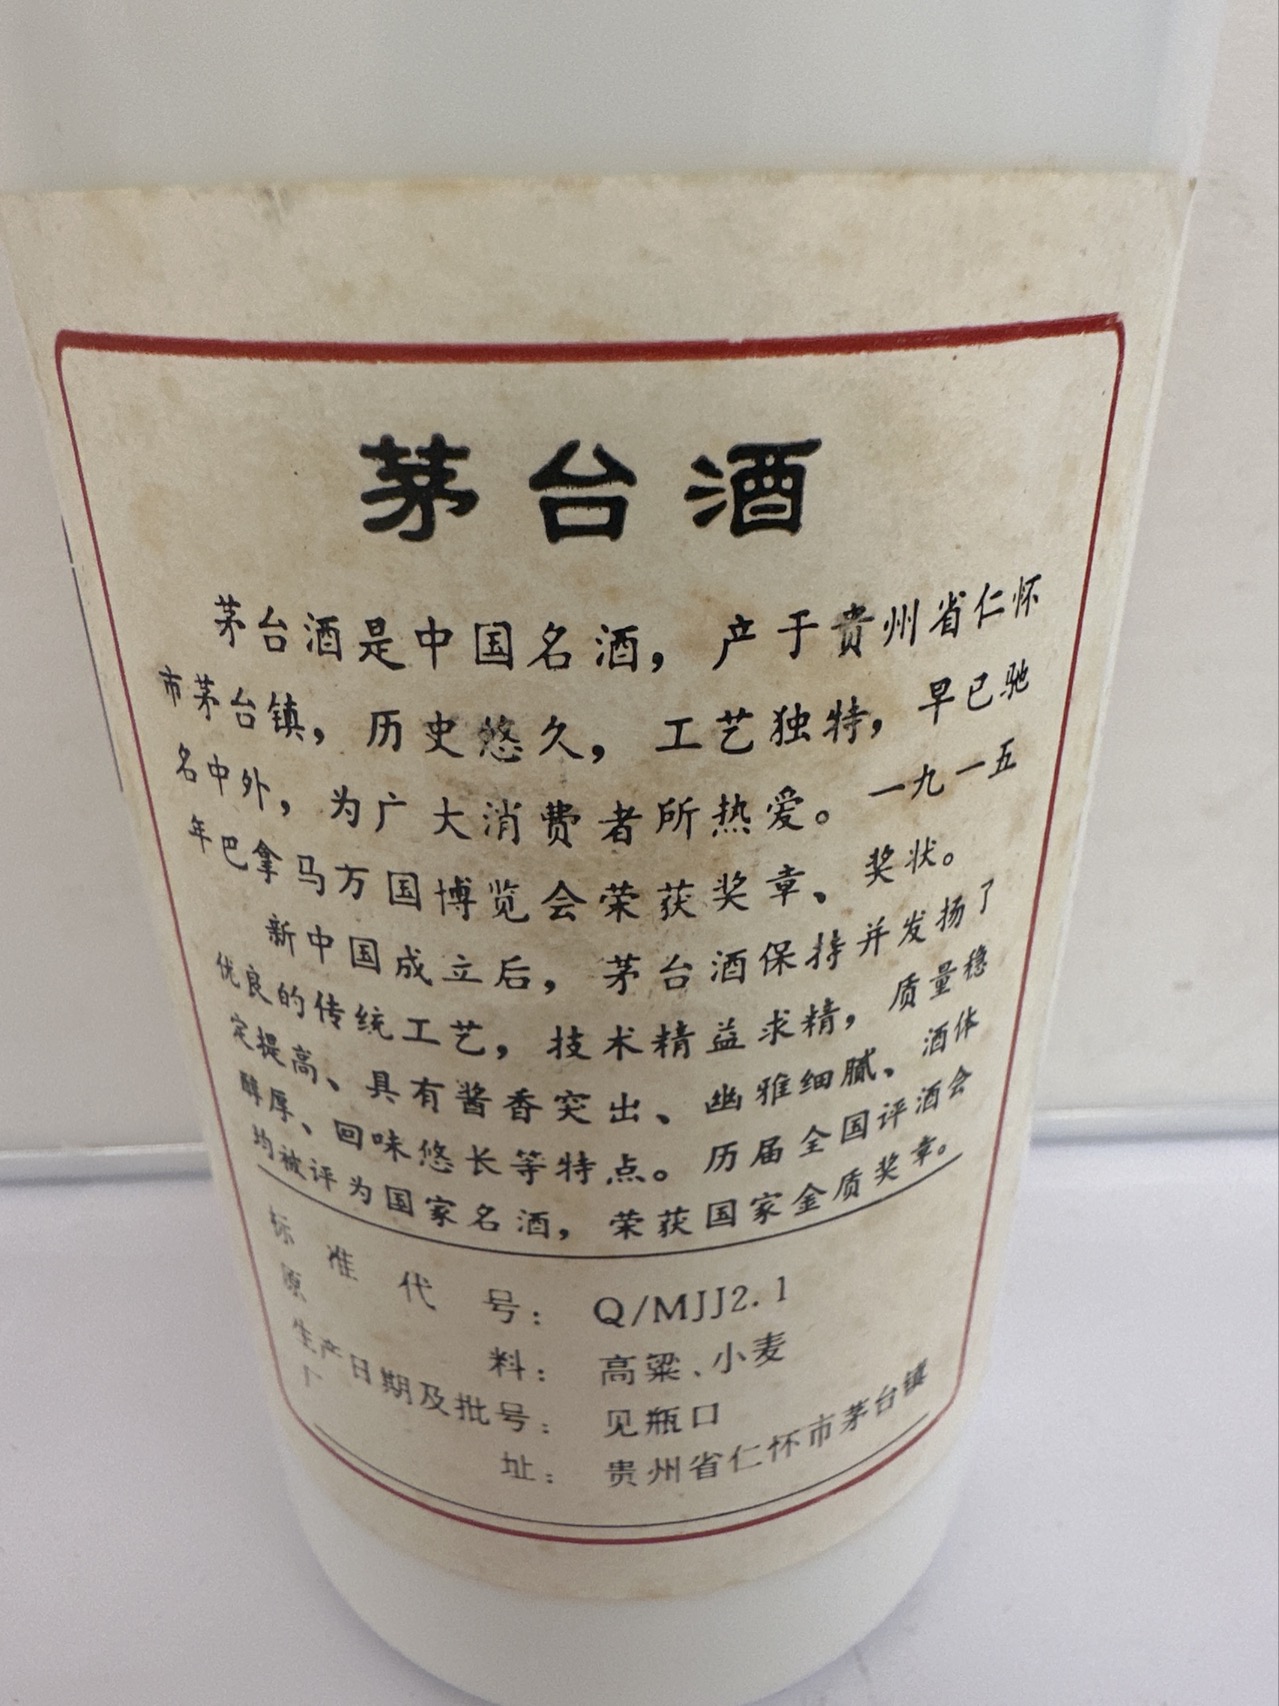 茅台酒
茅台酒是中国名酒，产于贵州省仁怀
市茅台镇，历史悠久，工艺独特，早已驰
名中外，为广大消费者所热爱。一九一五
年巴拿马万国博览会荣获奖章、奖状。
新中国成立后，茅台酒保持并发扬了
优良的传统工艺，技术精益求精，质量稳
定提高、具有酱香突出、幽雅细腻、酒体
醇厚、回味悠长等特点。历届全国评酒会
均被评为国家名酒，荣获国家金质奖章。
标准代号：Q/MJJ2.1
原料：高粱、小麦
生产日期及批号：见瓶口
厂址：贵州省仁怀市茅台镇